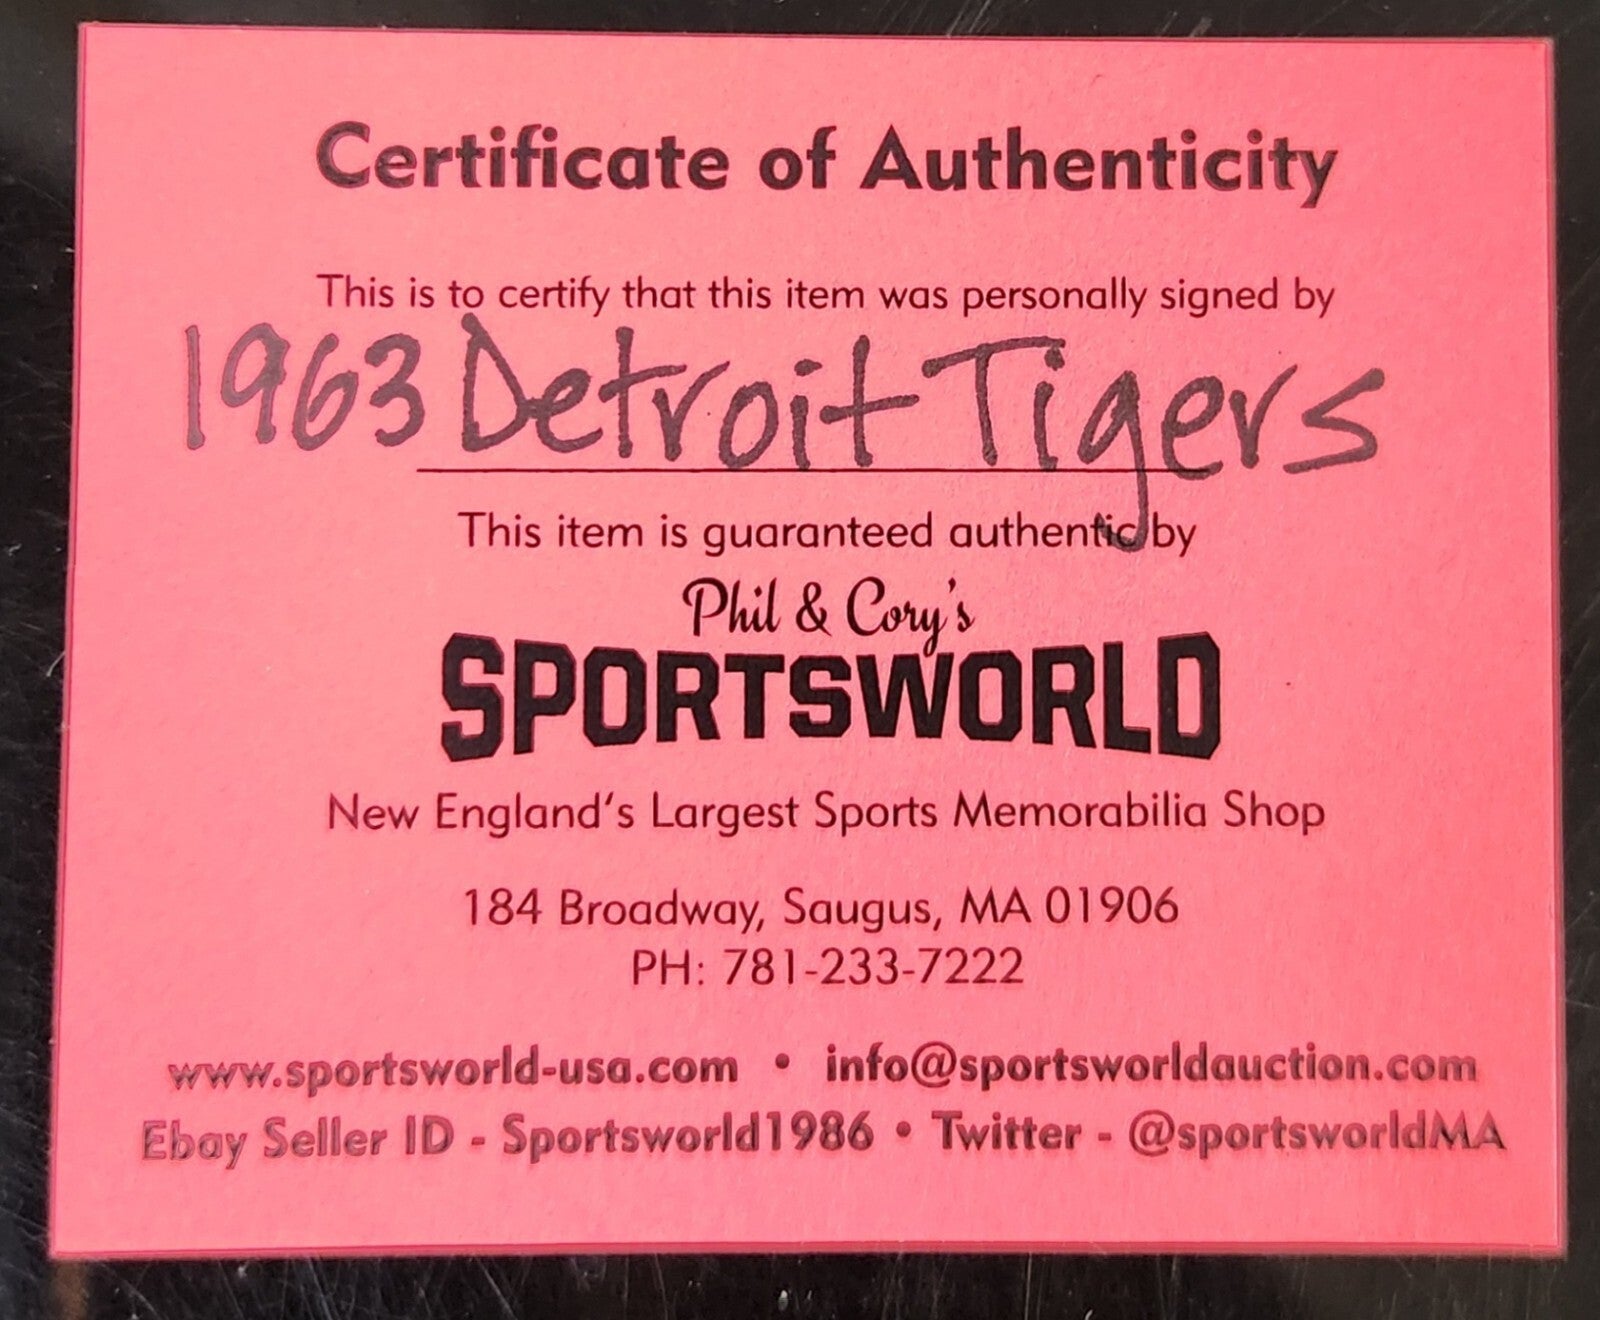 Certificate of Authenticity
This is to certify that this item was personally signed by
1963 Detroit Tigers
This item is guaranteed authentic by
Phil & Cory's
SPORTSWORLD
New England's Largest Sports Memorabilia Shop
184 Broadway, Saugus, MA 01906
PH: 781-233-7222
www.sportsworld-usa.com • info@sportsworldauction.com
Ebay Seller ID - Sportsworld1986 • Twitter - @sportsworldMA